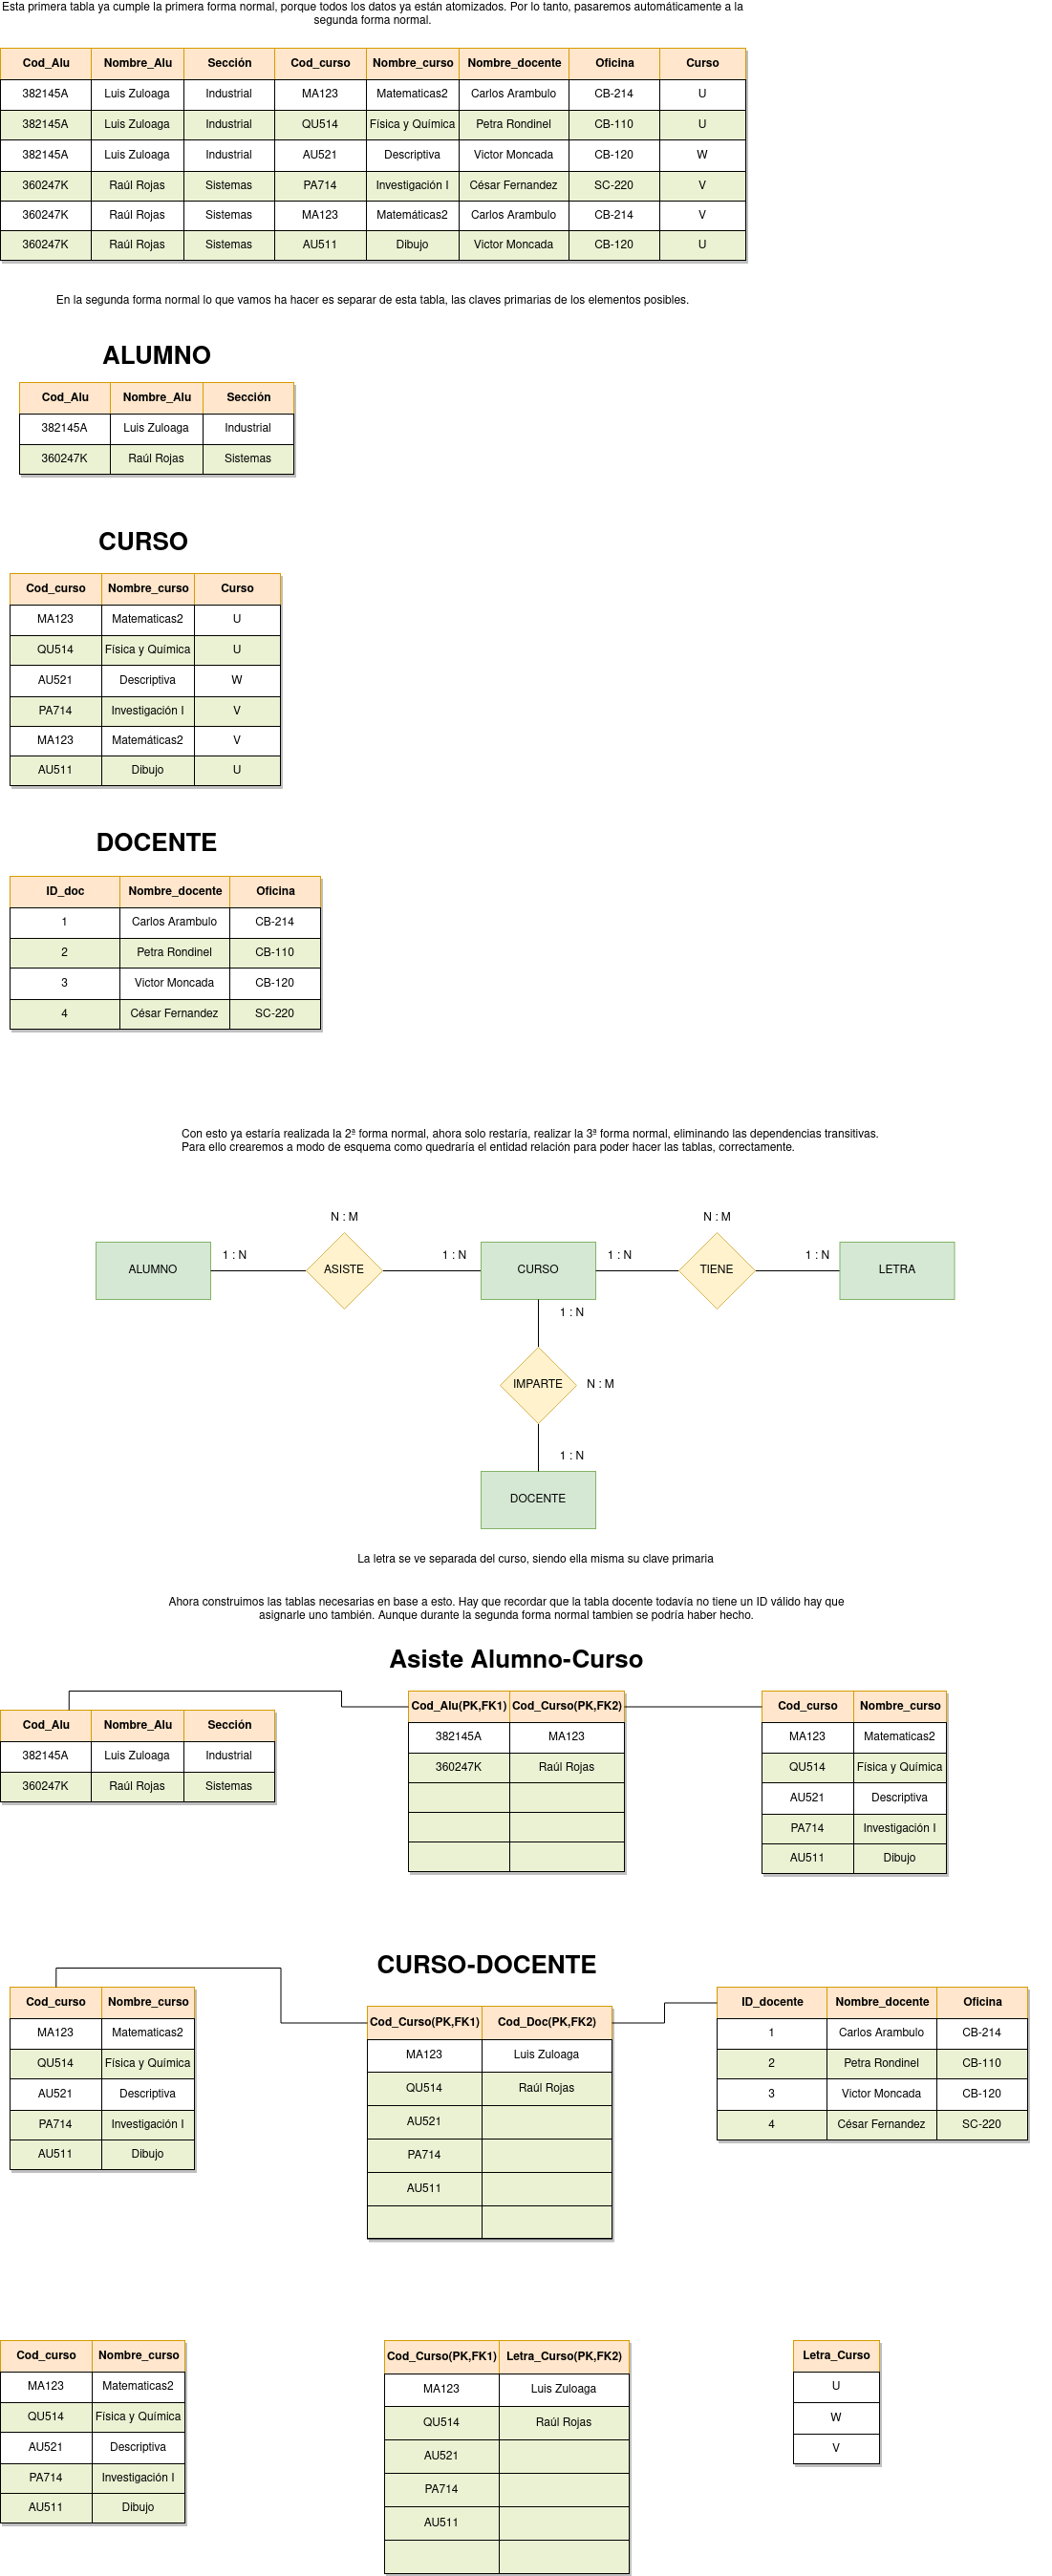 Esta primera tabla ya cumple la primera forma normal, porque todos los datos ya están atomizados. Por lo tanto, pasaremos automáticamente a la
segunda forma normal.
Cod_Alu Nombre_Alu Sección Cod_curso Nombre_curso Nombre_docente Oficina Curso
382145A Luis Zuloaga Industrial MA123 Matematicas2 Carlos Arambulo CB-214 U
382145A Luis Zuloaga Industrial QU514 Física y Química Petra Rondinel CB-110 U
382145A Luis Zuloaga Industrial AU521 Descriptiva Victor Moncada CB-120 W
360247K Raúl Rojas Sistemas PA714 Investigación I César Fernandez SC-220 V
360247K Raúl Rojas Sistemas MA123 Matemáticas2 Carlos Arambulo CB-214 V
360247K Raúl Rojas Sistemas AU511 Dibujo Victor Moncada CB-120 U
En la segunda forma normal lo que vamos ha hacer es separar de esta tabla, las claves primarias de los elementos posibles.
ALUMNO
Cod_Alu Nombre_Alu Sección
382145A Luis Zuloaga Industrial
360247K Raúl Rojas Sistemas
CURSO
Cod_curso Nombre_curso Curso
MA123 Matematicas2 U
QU514 Física y Química U
AU521 Descriptiva W
PA714 Investigación I V
MA123 Matemáticas2 V
AU511 Dibujo U
DOCENTE
ID_doc Nombre_docente Oficina
1 Carlos Arambulo CB-214
2 Petra Rondinel CB-110
3 Victor Moncada CB-120
4 César Fernandez SC-220
Con esto ya estaría realizada la 2ª forma normal, ahora solo restaría, realizar la 3ª forma normal, eliminando las dependencias transitivas.
Para ello crearemos a modo de esquema como quedraría el entidad relación para poder hacer las tablas, correctamente.
N : M N : M
1 : N 1 : N 1 : N 1 : N
ALUMNO ASISTE CURSO TIENE LETRA
1 : N
IMPARTE N : M
1 : N
DOCENTE
La letra se ve separada del curso, siendo ella misma su clave primaria
Ahora construimos las tablas necesarias en base a esto. Hay que recordar que la tabla docente todavía no tiene un ID válido hay que
asignarle uno también. Aunque durante la segunda forma normal tambien se podría haber hecho.
Asiste Alumno-Curso
Cod_Alu Nombre_Alu Sección
382145A Luis Zuloaga Industrial
360247K Raúl Rojas Sistemas
Cod_Alu(PK,FK1) Cod_Curso(PK,FK2)
382145A MA123
360247K Raúl Rojas
Cod_curso Nombre_curso
MA123 Matematicas2
QU514 Física y Química
AU521 Descriptiva
PA714 Investigación I
AU511 Dibujo
CURSO-DOCENTE
Cod_curso Nombre_curso
MA123 Matematicas2
QU514 Física y Química
AU521 Descriptiva
PA714 Investigación I
AU511 Dibujo
Cod_Curso(PK,FK1) Cod_Doc(PK,FK2)
MA123 Luis Zuloaga
QU514 Raúl Rojas
AU521
PA714
AU511
ID_docente Nombre_docente Oficina
1 Carlos Arambulo CB-214
2 Petra Rondinel CB-110
3 Victor Moncada CB-120
4 César Fernandez SC-220
Cod_curso Nombre_curso
MA123 Matematicas2
QU514 Física y Química
AU521 Descriptiva
PA714 Investigación I
AU511 Dibujo
Cod_Curso(PK,FK1) Letra_Curso(PK,FK2)
MA123 Luis Zuloaga
QU514 Raúl Rojas
AU521
PA714
AU511
Letra_Curso
U
W
V